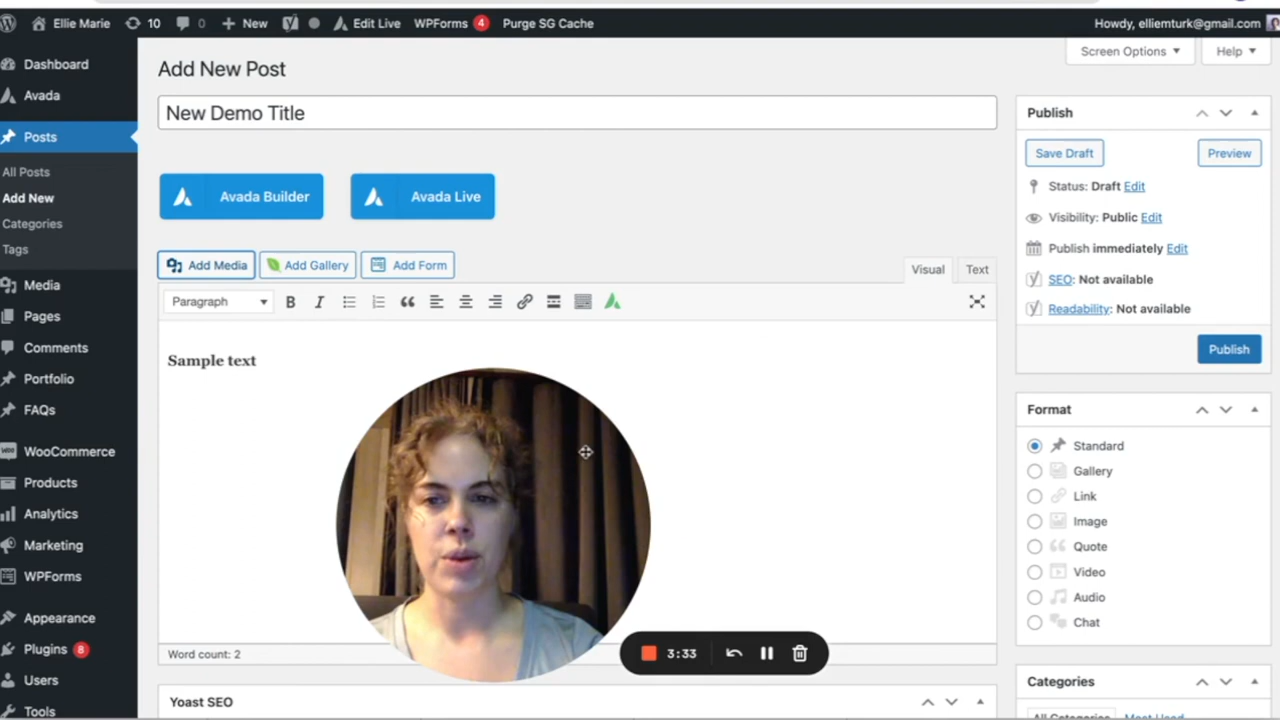 Ellie Marie 10 0 New Edit Live WPForms 4 Purge SG Cache Howdy, elliemturk@gmail.com
Screen Options Help
Dashboard
Avada
Posts
All Posts
Add New
Categories
Tags
Media
Pages
Comments
Portfolio
FAQs
WooCommerce
Products
Analytics
Marketing
WPForms
Appearance
Plugins 8
Users
Tools
Add New Post
New Demo Title
Avada Builder Avada Live
Add Media Add Gallery Add Form
Visual Text
Paragraph B I
Sample text
3:33
Word count: 2
Yoast SEO
Publish
Save Draft Preview
Status: Draft Edit
Visibility: Public Edit
Publish immediately Edit
SEO: Not available
Readability: Not available
Publish
Format
Standard
Gallery
Link
Image
Quote
Video
Audio
Chat
Categories
All Categories Most Used